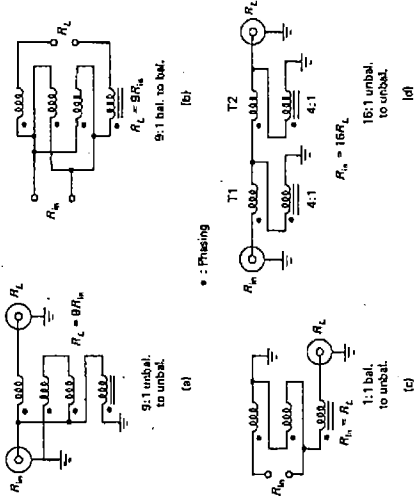 R_in
R_L
R_L = 9R_in
9:1 unbal.
to unbal.
(a)
R_in
R_L
R_L = 9R_in
9:1 bal. to bal.
(b)
• : Phasing
R_in
R_in = R_L
R_L
1:1 bal.
to unbal.
(c)
R_in
T1
T2
R_L
4:1
4:1
R_in = 16R_L
16:1 unbal.
to unbal.
(d)